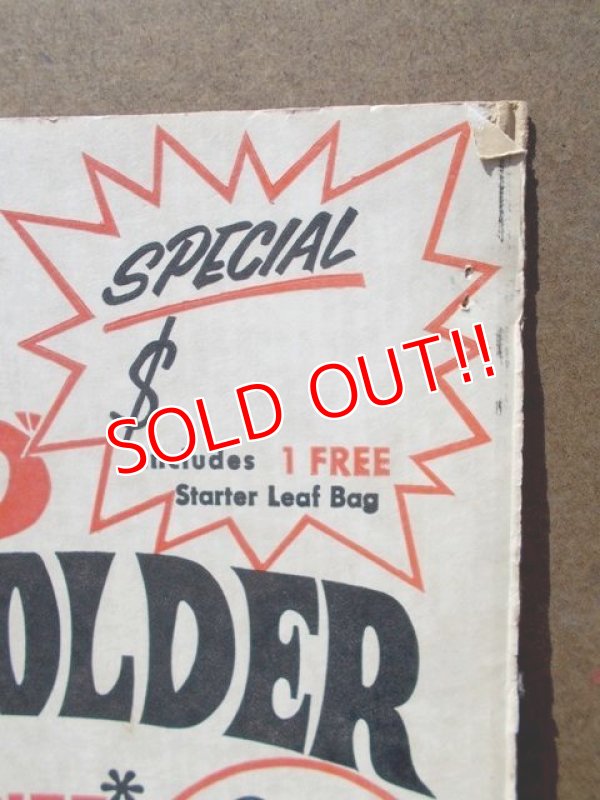 SPECIAL
$
SOLD OUT!!
Includes 1 FREE
Starter Leaf Bag
OLDER
*